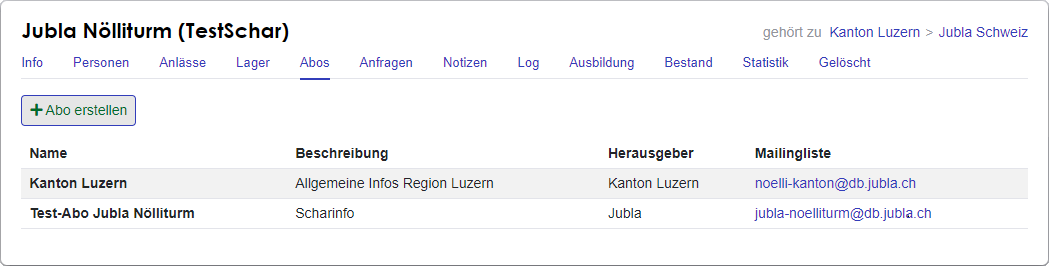 Jubla Nölliturm (TestSchar)
gehört zu Kanton Luzern > Jubla Schweiz
Info Personen Anlässe Lager Abos Anfragen Notizen Log Ausbildung Bestand Statistik Gelöscht
+ Abo erstellen
Name Beschreibung Herausgeber Mailingliste
Kanton Luzern Allgemeine Infos Region Luzern Kanton Luzern noelli-kanton@db.jubla.ch
Test-Abo Jubla Nölliturm Scharinfo Jubla jubla-noelliturm@db.jubla.ch